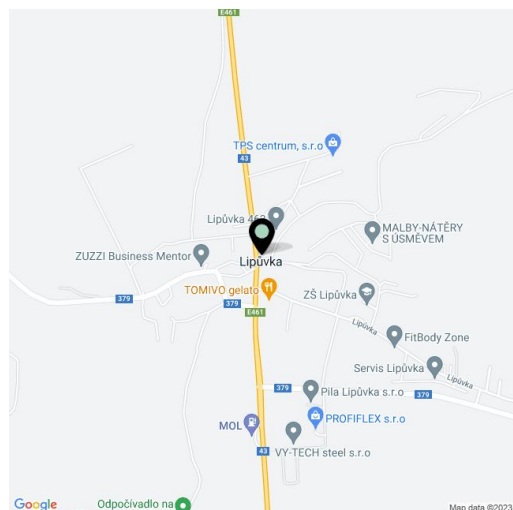 E461
TPS centrum, s.r.o
43
Lipůvka 462
MALBY-NÁTĚRY
S ÚSMĚVEM
ZUZZI Business Mentor
Lipůvka
TOMIVO gelato
ZŠ Lipůvka
379
379
E461
Lipůvka
FitBody Zone
Servis Lipůvka
Lipůvka
379
Pila Lipůvka s.r.o
379
PROFIFLEX s.r.o
MOL
43
VY-TECH steel s.r.o
Odpočívadlo na
Google
Map data ©2023